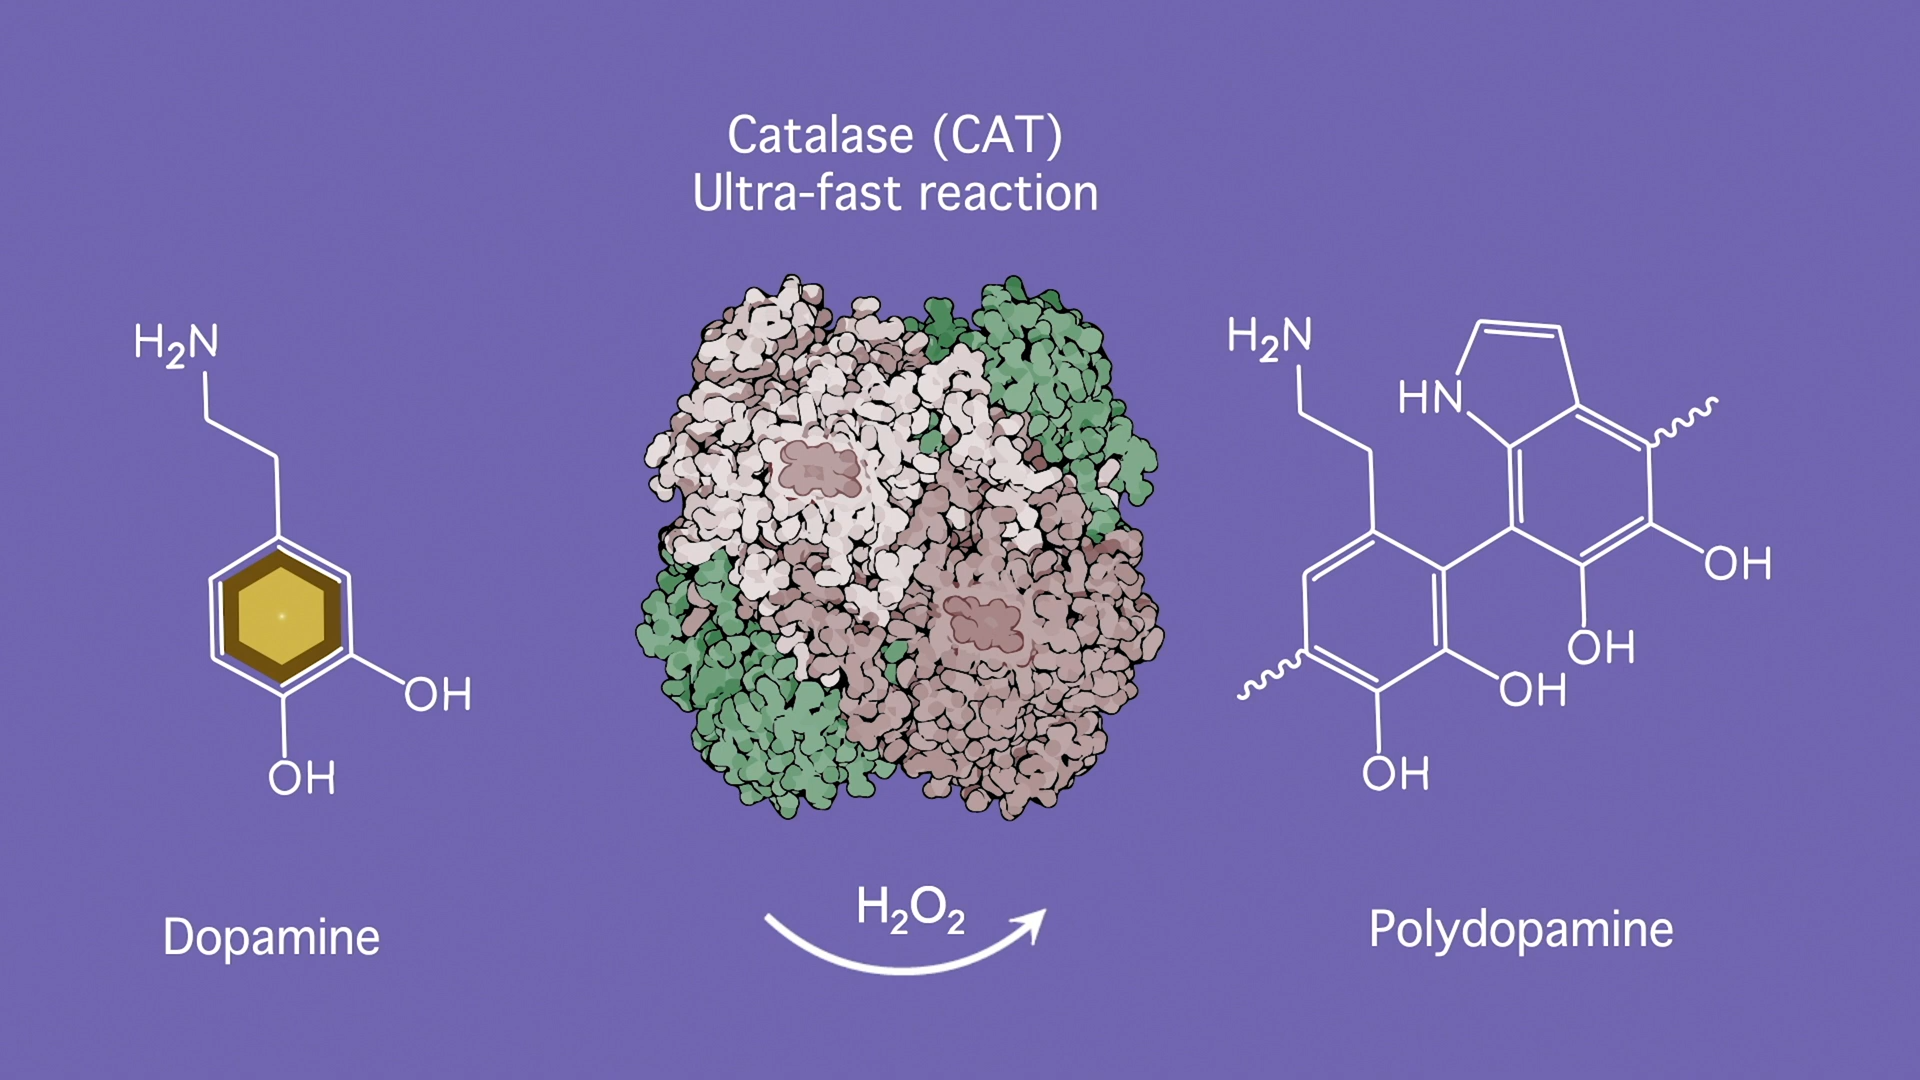 Catalase (CAT)
Ultra-fast reaction
H₂N
OH
OH
Dopamine
H₂O₂
H₂N
HN
OH
OH
OH
OH
Polydopamine